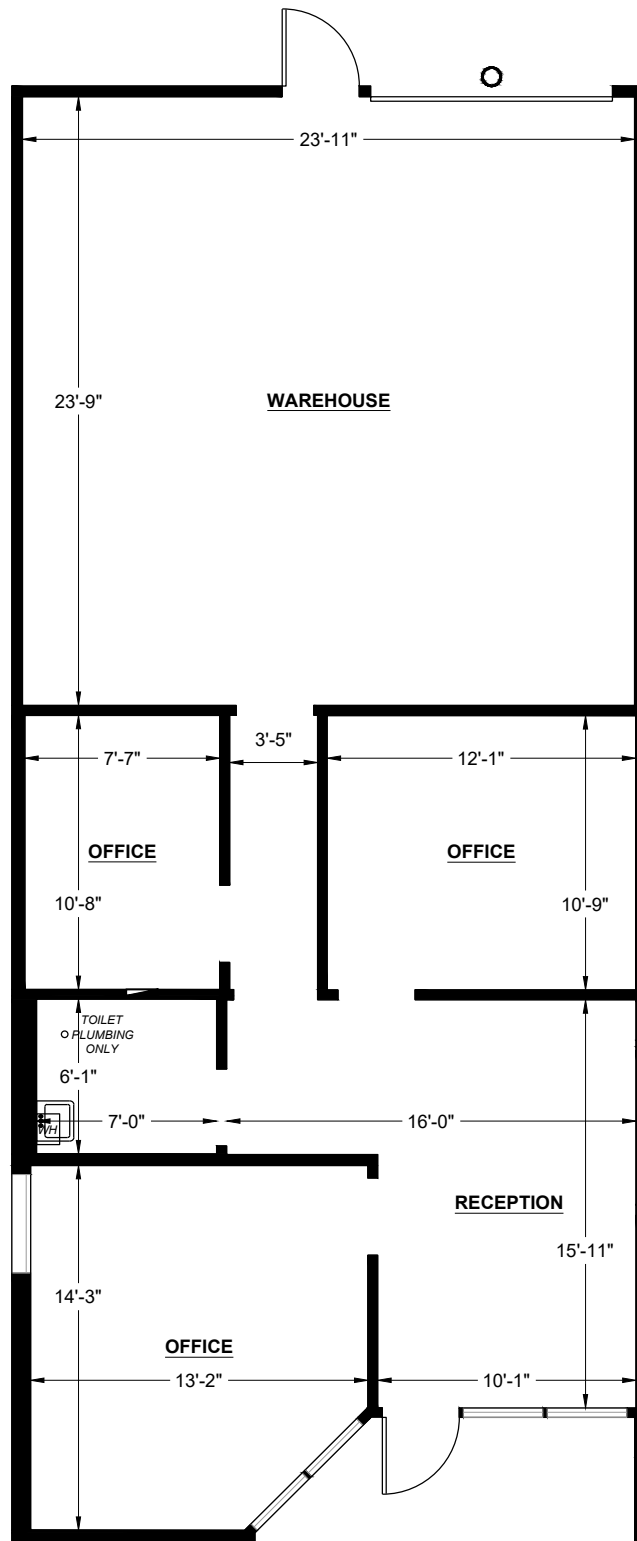 23'-11"
23'-9"
WAREHOUSE
3'-5"
7'-7"
12'-1"
OFFICE
OFFICE
10'-8"
10'-9"
TOILET
PLUMBING
ONLY
6'-1"
WH
7'-0"
16'-0"
RECEPTION
15'-11"
14'-3"
OFFICE
13'-2"
10'-1"